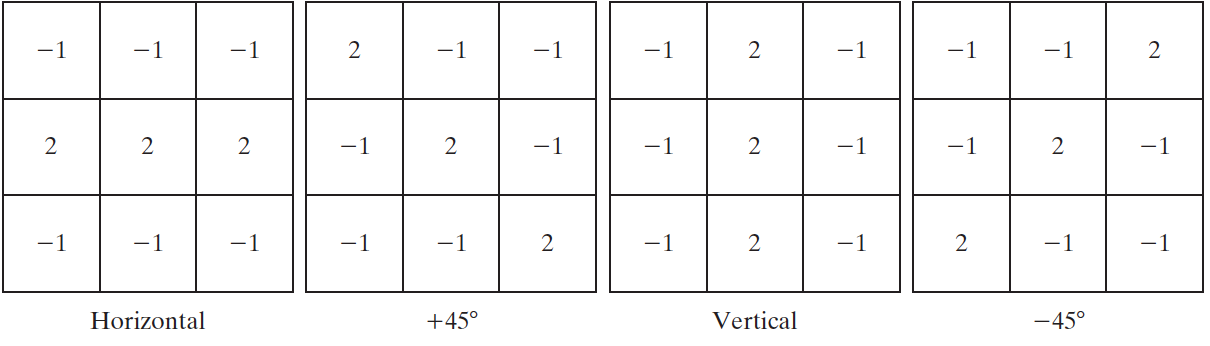 −1 −1 −1 2 −1 −1 −1 2 −1 −1 −1 2
2 2 2 −1 2 −1 −1 2 −1 −1 2 −1
−1 −1 −1 −1 −1 2 −1 2 −1 2 −1 −1
Horizontal +45° Vertical −45°